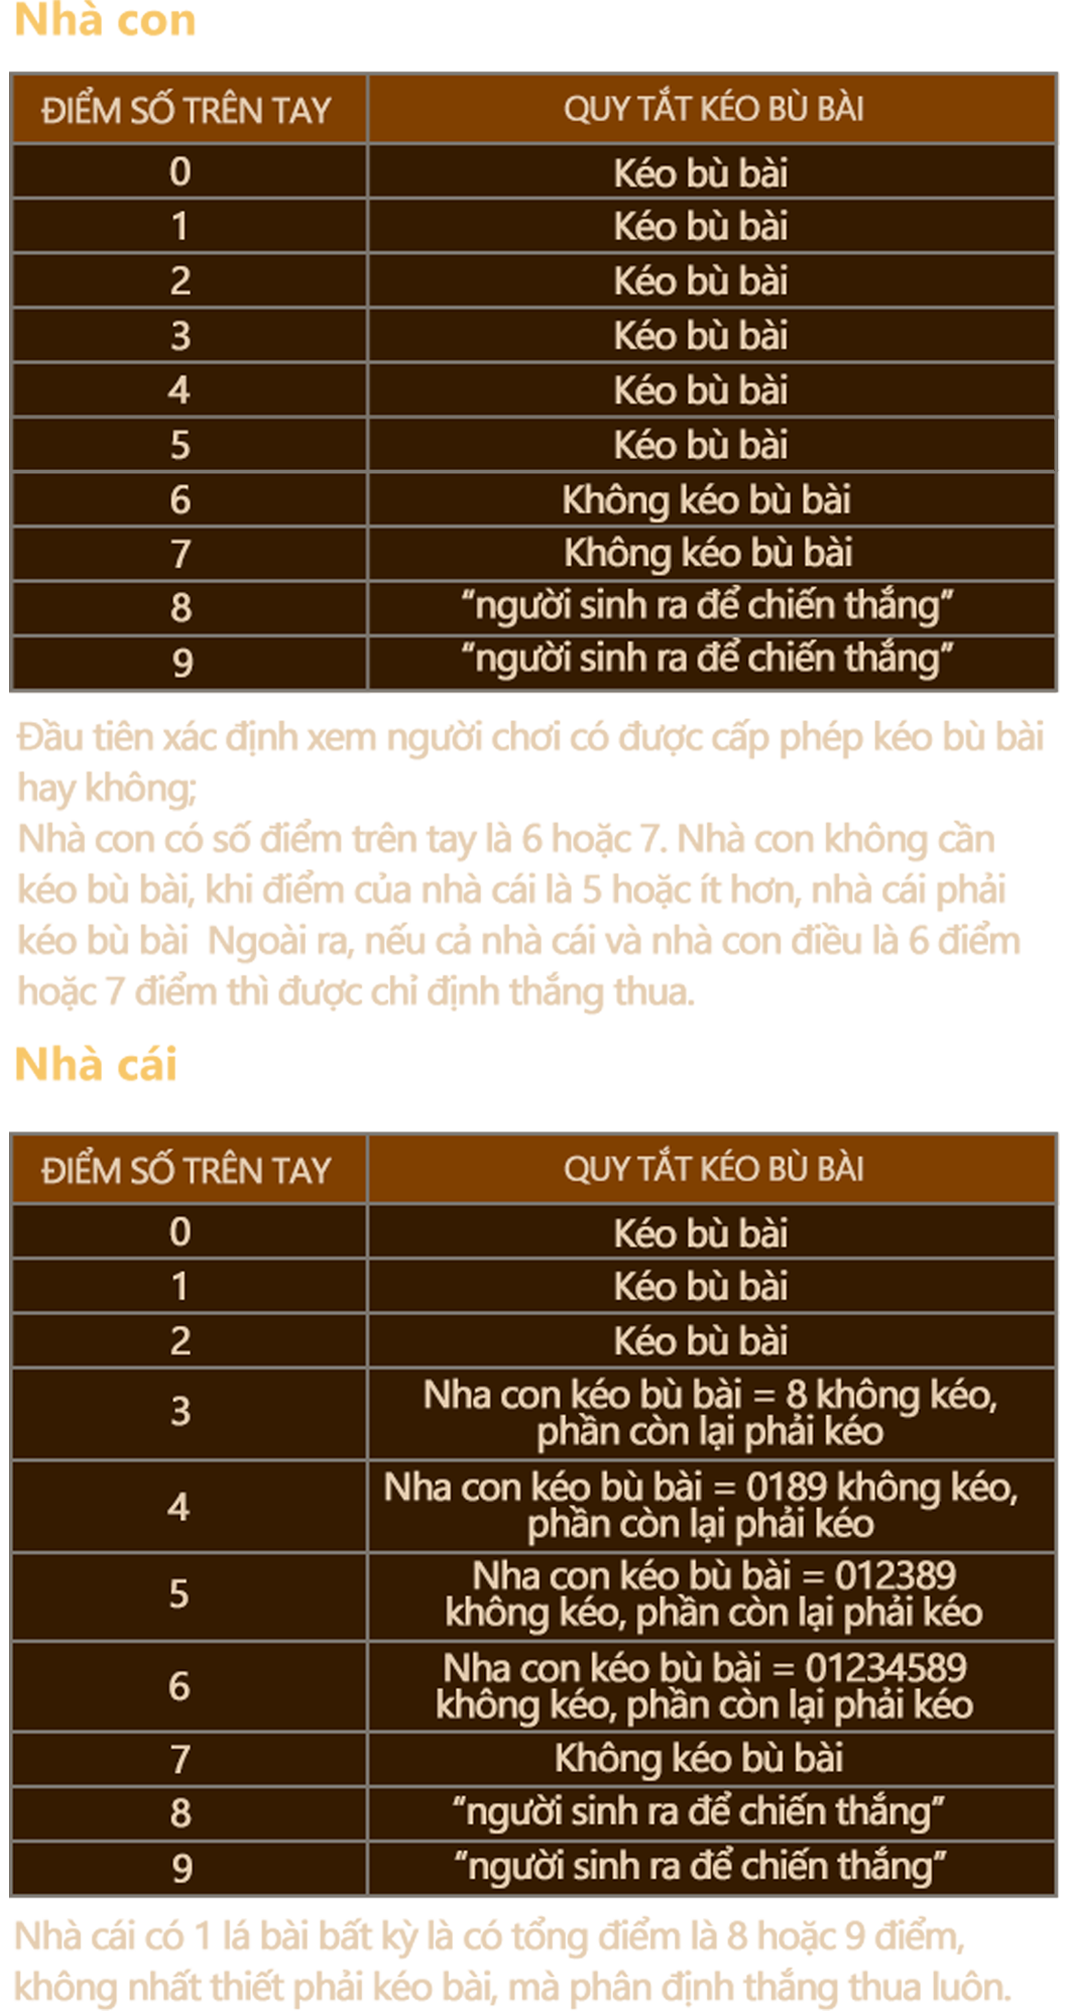 Nhà con
ĐIỂM SỐ TRÊN TAY QUY TẮT KÉO BÙ BÀI
0 Kéo bù bài
1 Kéo bù bài
2 Kéo bù bài
3 Kéo bù bài
4 Kéo bù bài
5 Kéo bù bài
6 Không kéo bù bài
7 Không kéo bù bài
8 “người sinh ra để chiến thắng”
9 “người sinh ra để chiến thắng”
Đầu tiên xác định xem người chơi có được cấp phép kéo bù bài
hay không;
Nhà con có số điểm trên tay là 6 hoặc 7. Nhà con không cần
kéo bù bài, khi điểm của nhà cái là 5 hoặc ít hơn, nhà cái phải
kéo bù bài Ngoài ra, nếu cả nhà cái và nhà con điều là 6 điểm
hoặc 7 điểm thì được chỉ định thắng thua.
Nhà cái
ĐIỂM SỐ TRÊN TAY QUY TẮT KÉO BÙ BÀI
0 Kéo bù bài
1 Kéo bù bài
2 Kéo bù bài
3 Nha con kéo bù bài = 8 không kéo,
phần còn lại phải kéo
4 Nha con kéo bù bài = 0189 không kéo,
phần còn lại phải kéo
5 Nha con kéo bù bài = 012389
không kéo, phần còn lại phải kéo
6 Nha con kéo bù bài = 01234589
không kéo, phần còn lại phải kéo
7 Không kéo bù bài
8 “người sinh ra để chiến thắng”
9 “người sinh ra để chiến thắng”
Nhà cái có 1 lá bài bất kỳ là có tổng điểm là 8 hoặc 9 điểm,
không nhất thiết phải kéo bài, mà phân định thắng thua luôn.